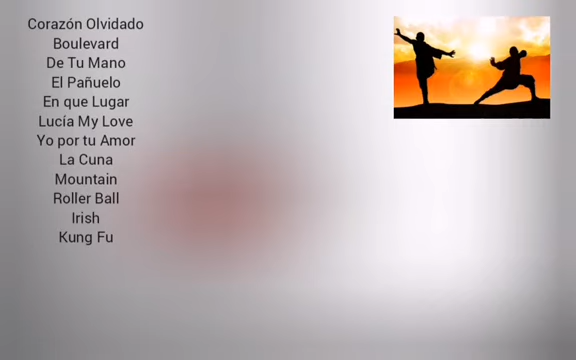 Corazón Olvidado
Boulevard
De Tu Mano
El Pañuelo
En que Lugar
Lucía My Love
Yo por tu Amor
La Cuna
Mountain
Roller Ball
Irish
Kung Fu